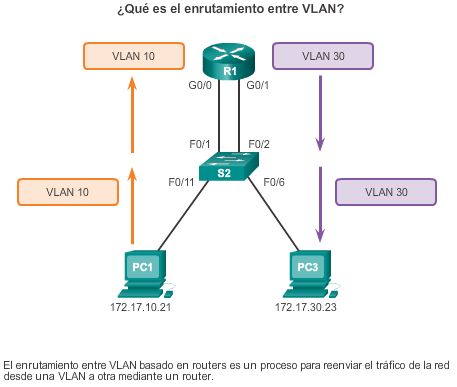 ¿Qué es el enrutamiento entre VLAN?
VLAN 10
VLAN 30
R1
G0/0
G0/1
F0/1
F0/2
S2
F0/11
F0/6
VLAN 10
VLAN 30
PC1
PC3
172.17.10.21
172.17.30.23
El enrutamiento entre VLAN basado en routers es un proceso para reenviar el tráfico de la red
desde una VLAN a otra mediante un router.